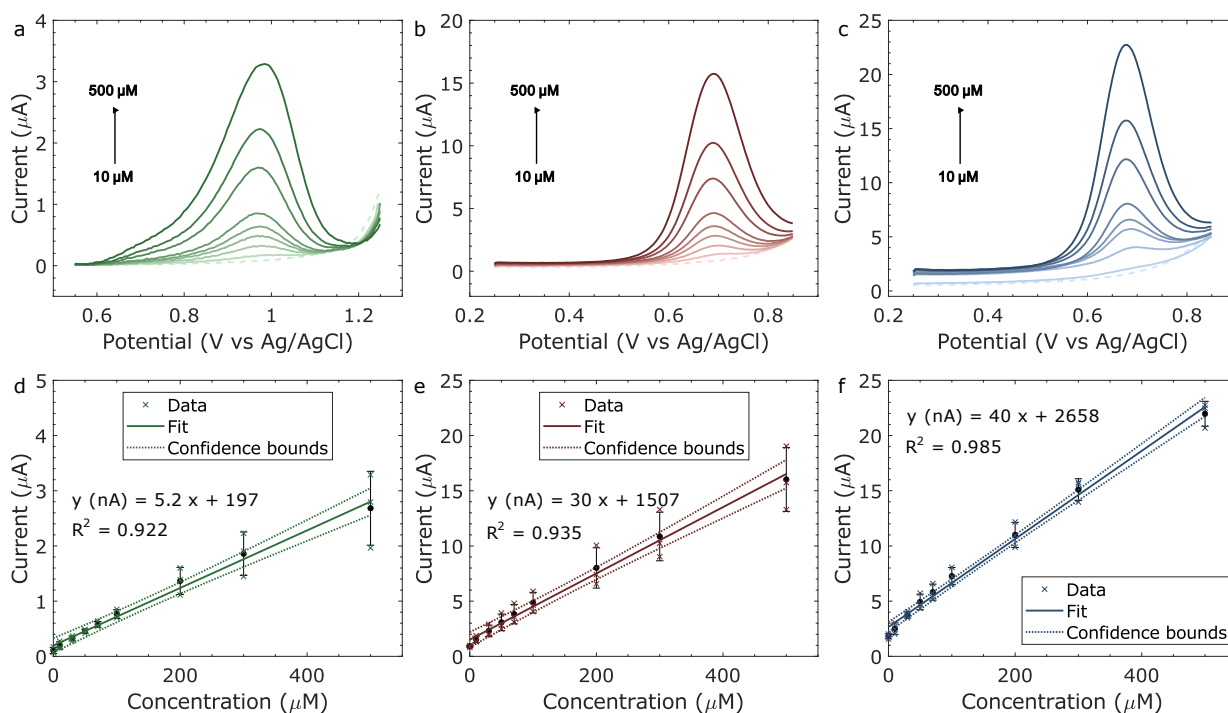 a
4
3
2
1
0
Current (μA)
500 μM
10 μM
0.6
0.8
1
1.2
Potential (V vs Ag/AgCl)
b
20
15
10
5
0
-2
Current (μA)
500 μM
10 μM
0.2
0.4
0.6
0.8
Potential (V vs Ag/AgCl)
c
25
20
15
10
5
0
Current (μA)
500 μM
10 μM
0.2
0.4
0.6
0.8
Potential (V vs Ag/AgCl)
d
5
4
3
2
1
0
Current (μA)
Data
Fit
Confidence bounds
y (nA) = 5.2 x + 197
R² = 0.922
0
200
400
Concentration (μM)
e
25
20
15
10
5
0
Current (μA)
Data
Fit
Confidence bounds
y (nA) = 30 x + 1507
R² = 0.935
0
200
400
Concentration (μM)
f
25
20
15
10
5
0
Current (μA)
y (nA) = 40 x + 2658
R² = 0.985
Data
Fit
Confidence bounds
0
200
400
Concentration (μM)